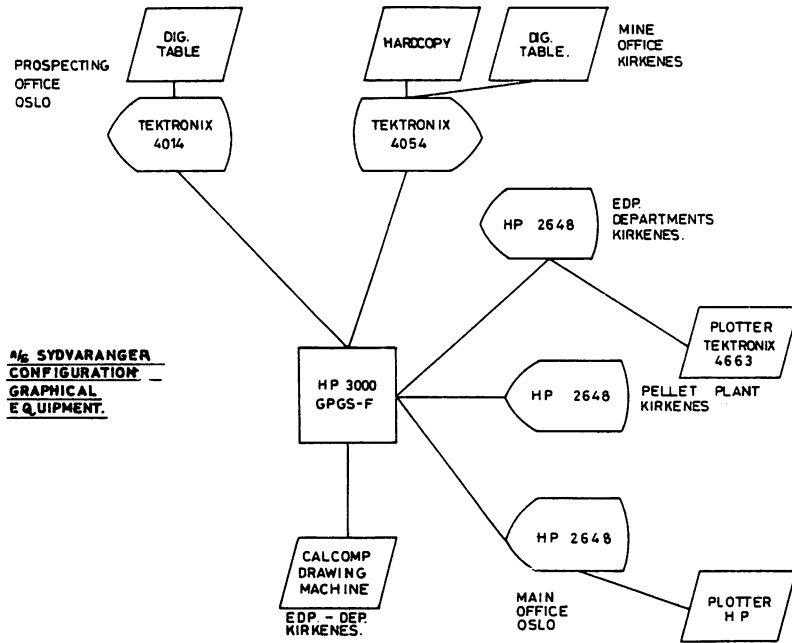 DIG.
TABLE
HARDCOPY
DIG.
TABLE.
MINE
OFFICE
KIRKENES
PROSPECTING
OFFICE
OSLO
TEKTRONIX
4014
TEKTRONIX
4054
HP 2648
EDP.
DEPARTMENTS
KIRKENES.
PLOTTER
TEKTRONIX
4663
A/S SYDVARANGER
CONFIGURATION
GRAPHICAL
EQUIPMENT.
HP 3000
GPGS-F
HP 2648
PELLET PLANT
KIRKENES
HP 2648
CALCOMP
DRAWING
MACHINE
EDP. - DEP.
KIRKENES.
MAIN
OFFICE
OSLO
PLOTTER
HP